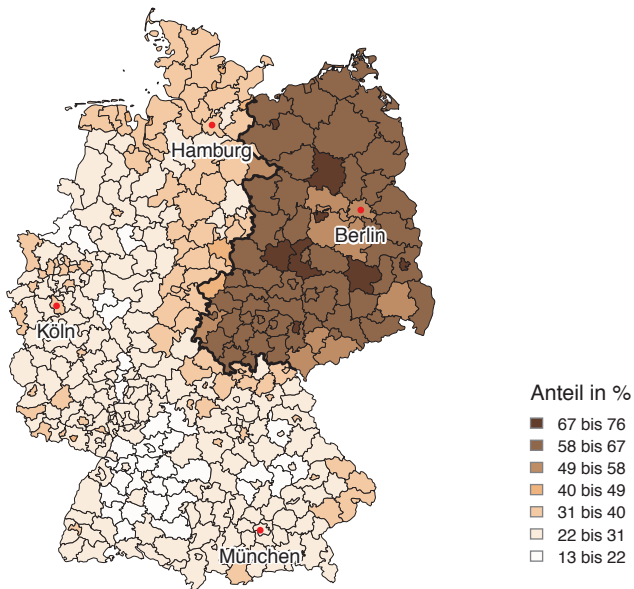 Hamburg
Berlin
Köln
München
Anteil in %
67 bis 76
58 bis 67
49 bis 58
40 bis 49
31 bis 40
22 bis 31
13 bis 22